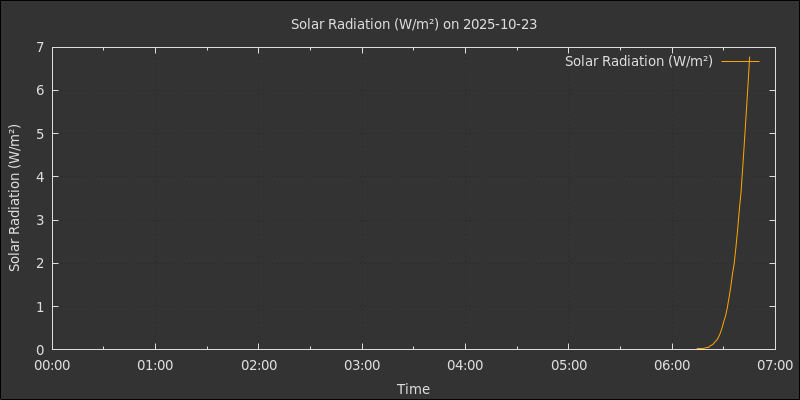 Solar Radiation (W/m²) on 2025-10-23
Solar Radiation (W/m²)
Solar Radiation (W/m²)
7
6
5
4
3
2
1
0
00:00 01:00 02:00 03:00 04:00 05:00 06:00 07:00
Time